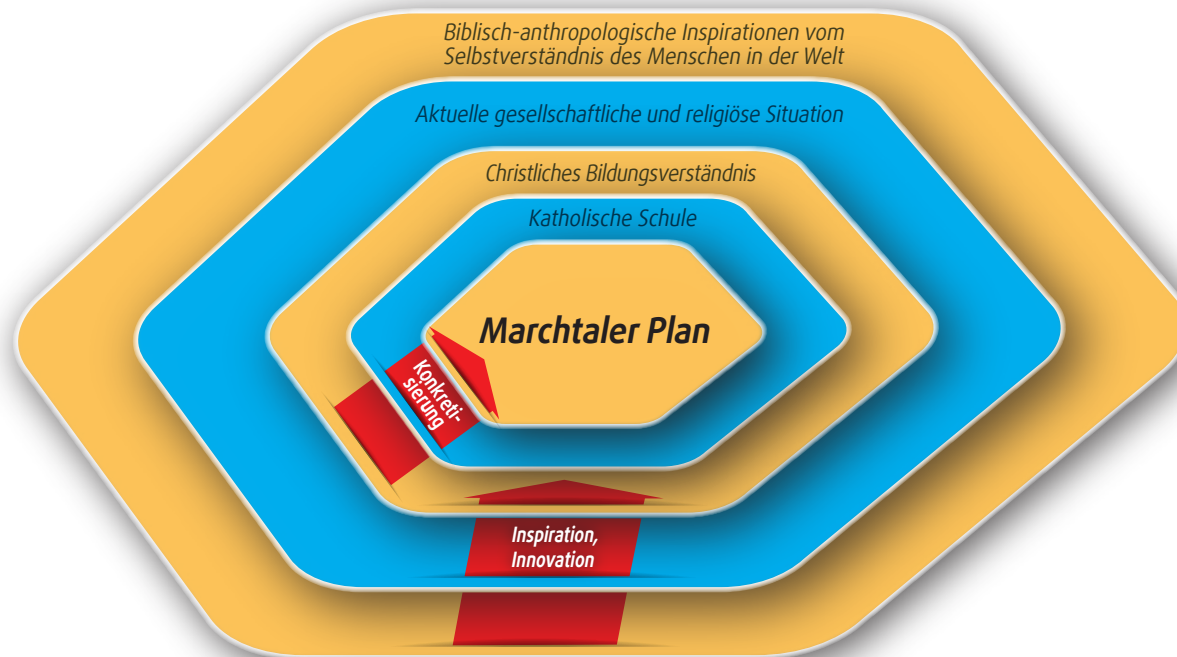 Biblisch-anthropologische Inspirationen vom
Selbstverständnis des Menschen in der Welt
Aktuelle gesellschaftliche und religiöse Situation
Christliches Bildungsverständnis
Katholische Schule
Marchtaler Plan
Konkreti-
sierung
Inspiration,
Innovation